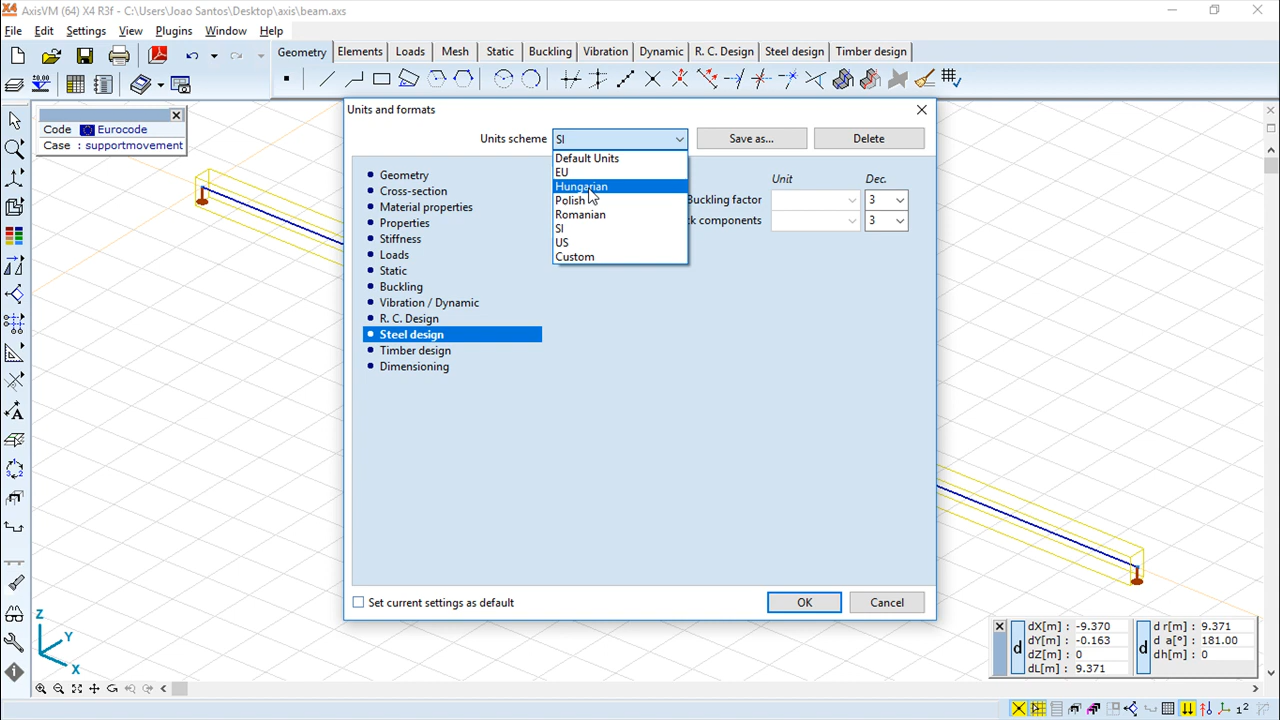 AxisVM (64) X4 R3f - C:\Users\Joao Santos\Desktop\axis\beam.axs
File Edit Settings View Plugins Window Help
Geometry Elements Loads Mesh Static Buckling Vibration Dynamic R. C. Design Steel design Timber design
Code Eurocode
Case : supportmovement
Units and formats
Units scheme SI Save as... Delete
Default Units
EU
Hungarian
Polish
Romanian
SI
US
Custom
Geometry
Cross-section
Material properties
Properties
Stiffness
Loads
Static
Buckling
Vibration / Dynamic
R. C. Design
Steel design
Timber design
Dimensioning
Unit Dec.
Buckling factor 3
components 3
Set current settings as default
OK Cancel
Z
Y
X
dX[m] : -9.370
dY[m] : -0.163
dZ[m] : 0
dL[m] : 9.371
d r[m] : 9.371
d a[°] : 181.00
dh[m] : 0
d
d